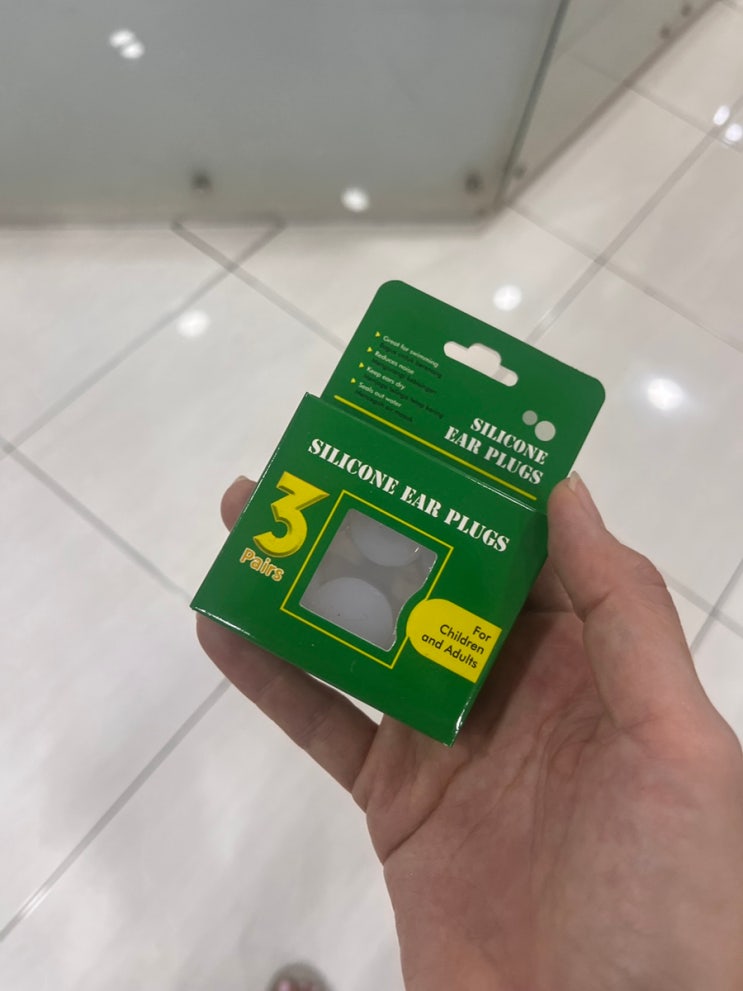 Great for swimming
Reduces noise
Keep ears dry
Seals out water
SILICONE
EAR PLUGS
SILICONE EAR PLUGS
3
Pairs
For
Children
and Adults